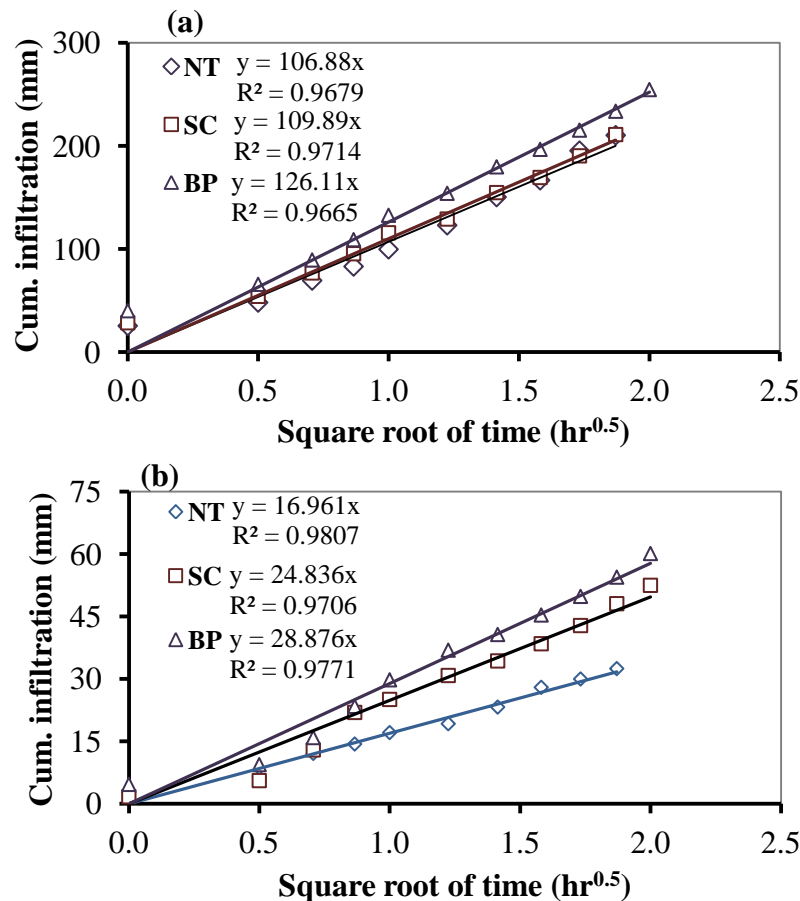 (a)
Cum. infiltration (mm)
300
200
100
0
NT y = 106.88x
R² = 0.9679
SC y = 109.89x
R² = 0.9714
BP y = 126.11x
R² = 0.9665
0.0 0.5 1.0 1.5 2.0 2.5
Square root of time (hr^0.5)
(b)
Cum. infiltration (mm)
75
60
45
30
15
0
NT y = 16.961x
R² = 0.9807
SC y = 24.836x
R² = 0.9706
BP y = 28.876x
R² = 0.9771
0.0 0.5 1.0 1.5 2.0 2.5
Square root of time (hr^0.5)